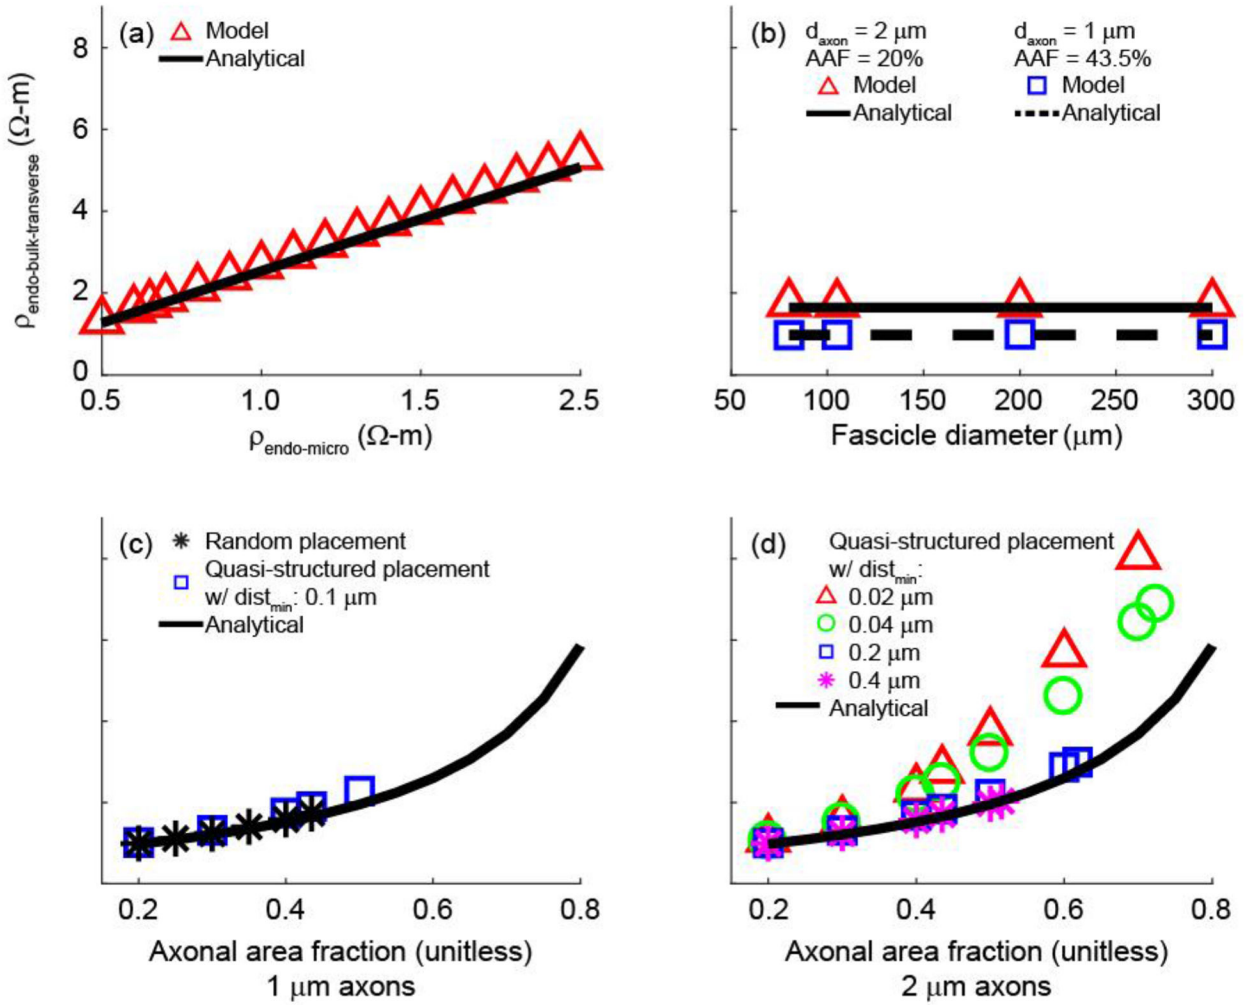 (a)
Model
Analytical
8
6
4
2
0
ρendo-bulk-transverse (Ω-m)
0.5 1.0 1.5 2.5
ρendo-micro (Ω-m)
(b)
daxon = 2 μm
AAF = 20%
Model
Analytical
daxon = 1 μm
AAF = 43.5%
Model
Analytical
50 100 150 200 250 300
Fascicle diameter (μm)
(c)
Random placement
Quasi-structured placement
w/ distmin: 0.1 μm
Analytical
0.2 0.4 0.6 0.8
Axonal area fraction (unitless)
1 μm axons
(d)
Quasi-structured placement
w/ distmin:
0.02 μm
0.04 μm
0.2 μm
0.4 μm
Analytical
0.2 0.4 0.6 0.8
Axonal area fraction (unitless)
2 μm axons